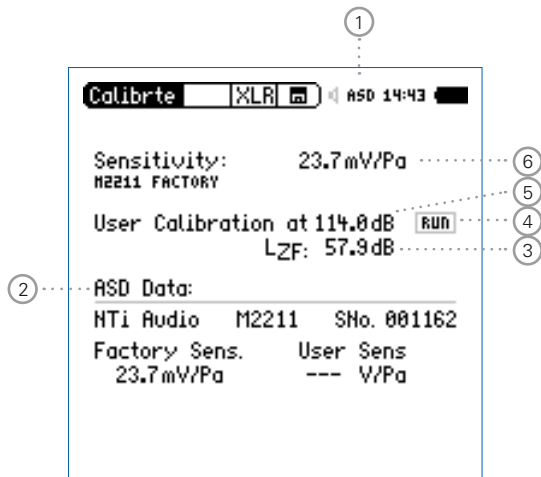 1
Calibrte XLR ASD 14:43
Sensitivity: 23.7mV/Pa 6
M2211 FACTORY
5
User Calibration at 114.0dB RUN 4
LZF: 57.9dB 3
2 ASD Data:
NTi Audio M2211 SNo. 001162
Factory Sens. User Sens
23.7mV/Pa --- V/Pa